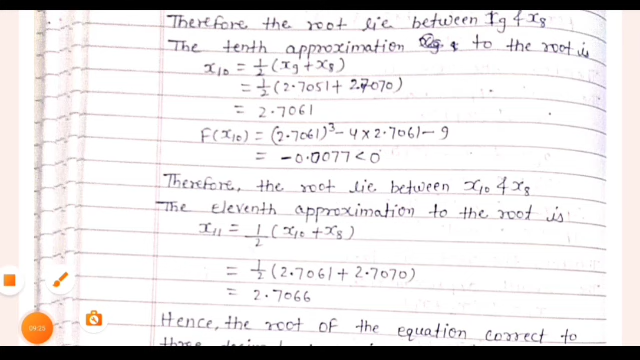 Therefore the root lie between x9 & x8
The tenth approximation to the root is
x10 = 1/2 (x9 + x8)
= 1/2 (2.7051 + 2.7070)
= 2.7061
F(x10) = (2.7061)³ - 4 × 2.7061 - 9
= -0.0077 < 0
Therefore, the root lie between x10 & x8
The eleventh approximation to the root is
x11 = 1/2 (x10 + x8)
= 1/2 (2.7061 + 2.7070)
= 2.7066
Hence, the root of the equation correct to
three
09:25